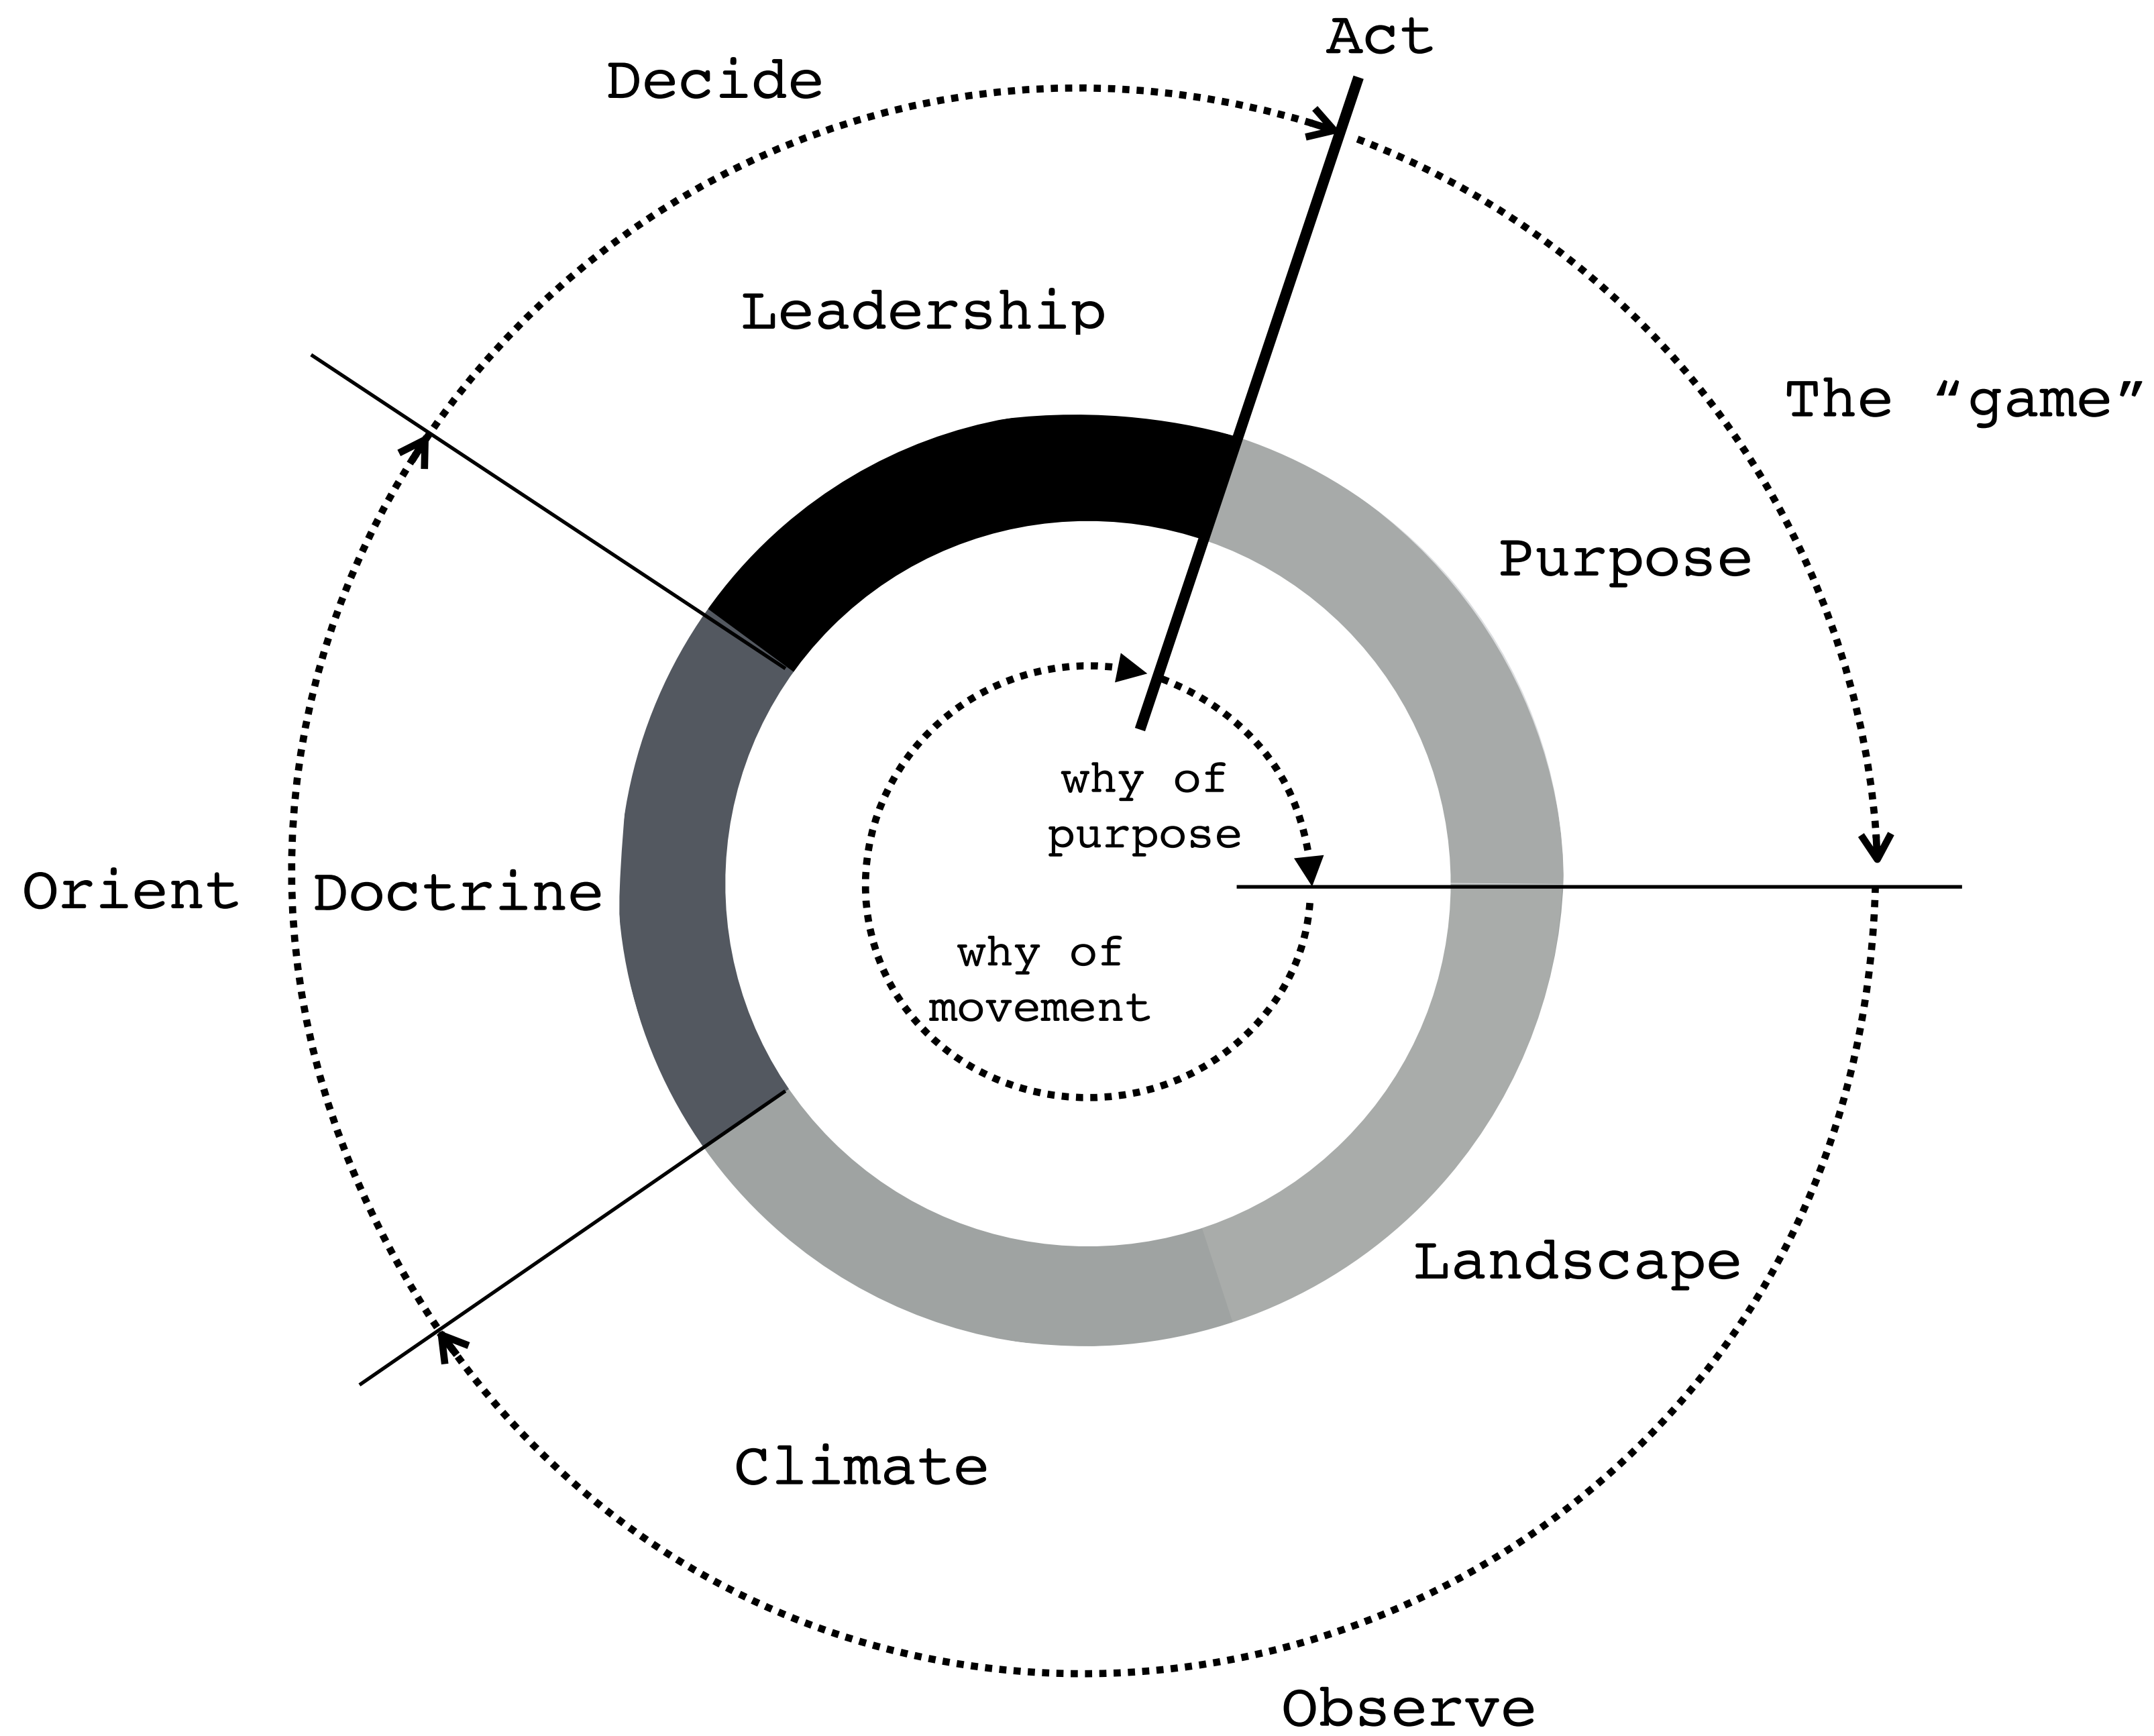 Act
Decide
Leadership
The “game”
Purpose
why of
purpose
Orient
Doctrine
why of
movement
Landscape
Climate
Observe